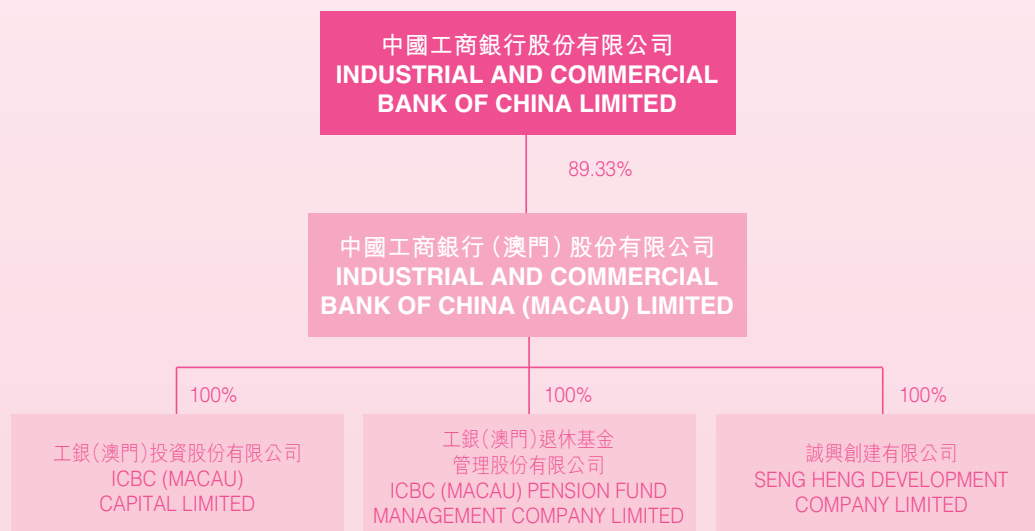 中國工商銀行股份有限公司
INDUSTRIAL AND COMMERCIAL
BANK OF CHINA LIMITED
89.33%
中國工商銀行（澳門）股份有限公司
INDUSTRIAL AND COMMERCIAL
BANK OF CHINA (MACAU) LIMITED
100%
工銀（澳門）投資股份有限公司
ICBC (MACAU)
CAPITAL LIMITED
100%
工銀（澳門）退休基金
管理股份有限公司
ICBC (MACAU) PENSION FUND
MANAGEMENT COMPANY LIMITED
100%
誠興創建有限公司
SENG HENG DEVELOPMENT
COMPANY LIMITED